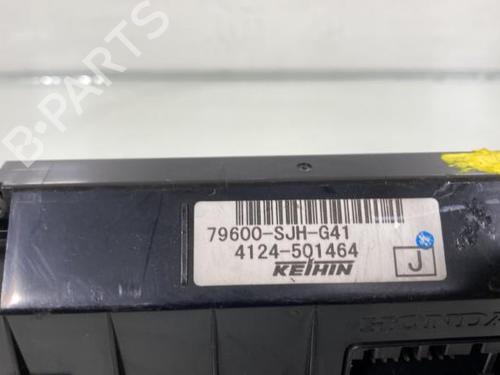 B-PARTS
79600-SJH-G41
4124-501464
KEIHIN
J
HONDA